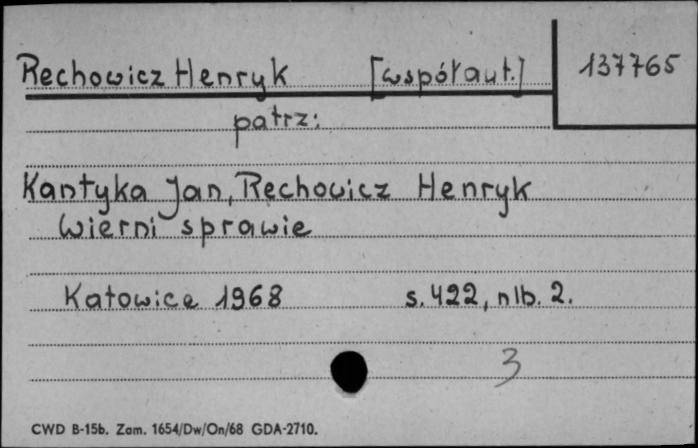 Rechowicz Henryk [współaut.] 137765
patrz:
Kantyka Jan, Rechowicz Henryk
Wierni sprawie
Katowice 1968 s. 422, nlb. 2.
3
CWD B-15b. Zam. 1654/Dw/On/68 GDA-2710.